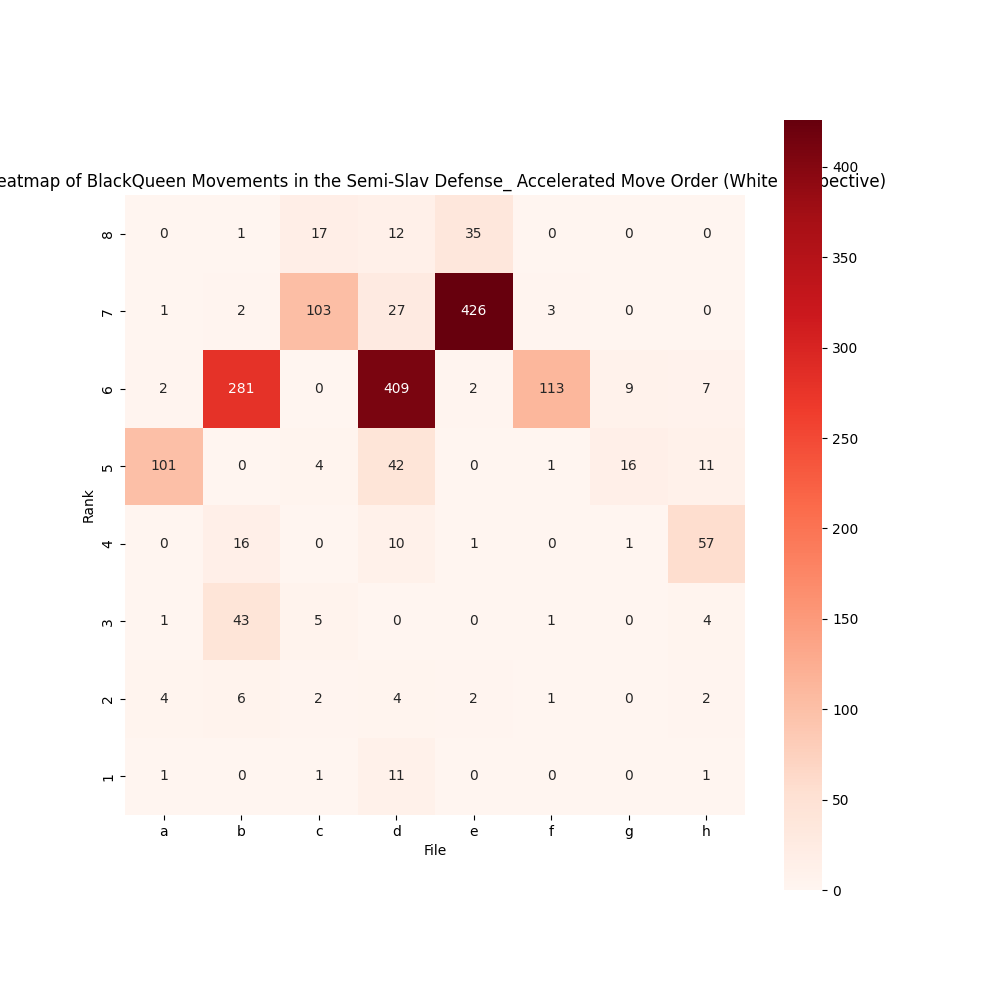 eatmap of BlackQueen Movements in the Semi-Slav Defense_ Accelerated Move Order (White pective)
8 0 1 17 12 35 0 0 0
7 1 2 103 27 426 3 0 0
6 2 281 0 409 2 113 9 7
5 101 0 4 42 0 1 16 11
4 0 16 0 10 1 0 1 57
3 1 43 5 0 0 1 0 4
2 4 6 2 4 2 1 0 2
1 1 0 1 11 0 0 0 1
a b c d e f g h
File
Rank
400
350
300
250
200
150
100
50
0